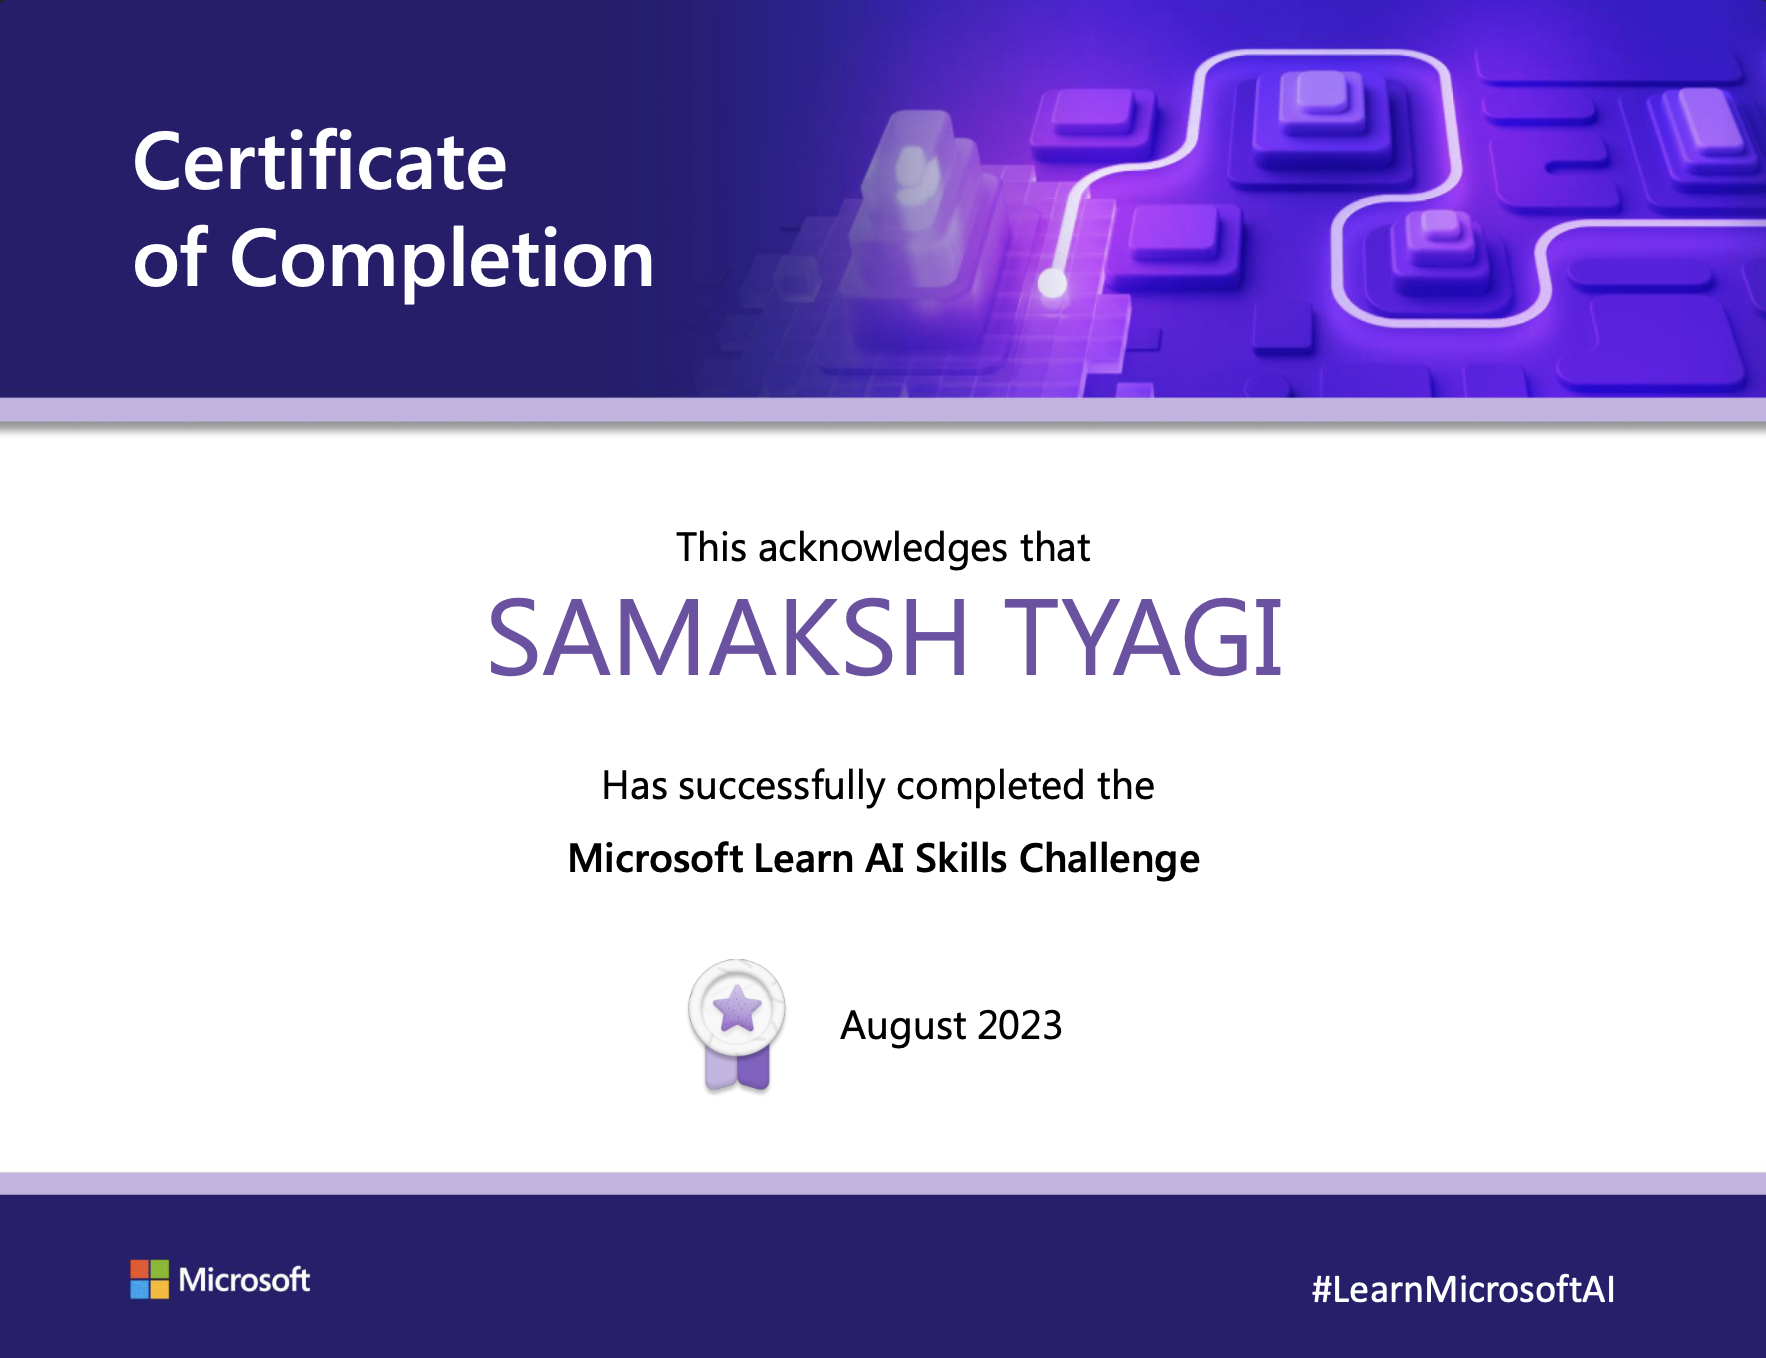 Certificate
of Completion
This acknowledges that
SAMAKSH TYAGI
Has successfully completed the
Microsoft Learn AI Skills Challenge
August 2023
Microsoft
#LearnMicrosoftAI